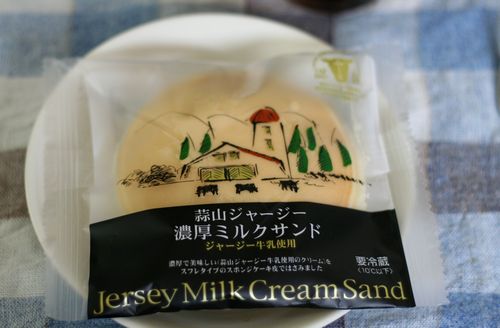 蒜山ジャージー
濃厚ミルクサンド
ジャージー牛乳使用
濃厚で美味しい「蒜山ジャージー牛乳使用のクリーム」を
スフレタイプのスポンジケーキ皮ではさみました
要冷蔵
(10℃以下)
Jersey Milk Cream Sand